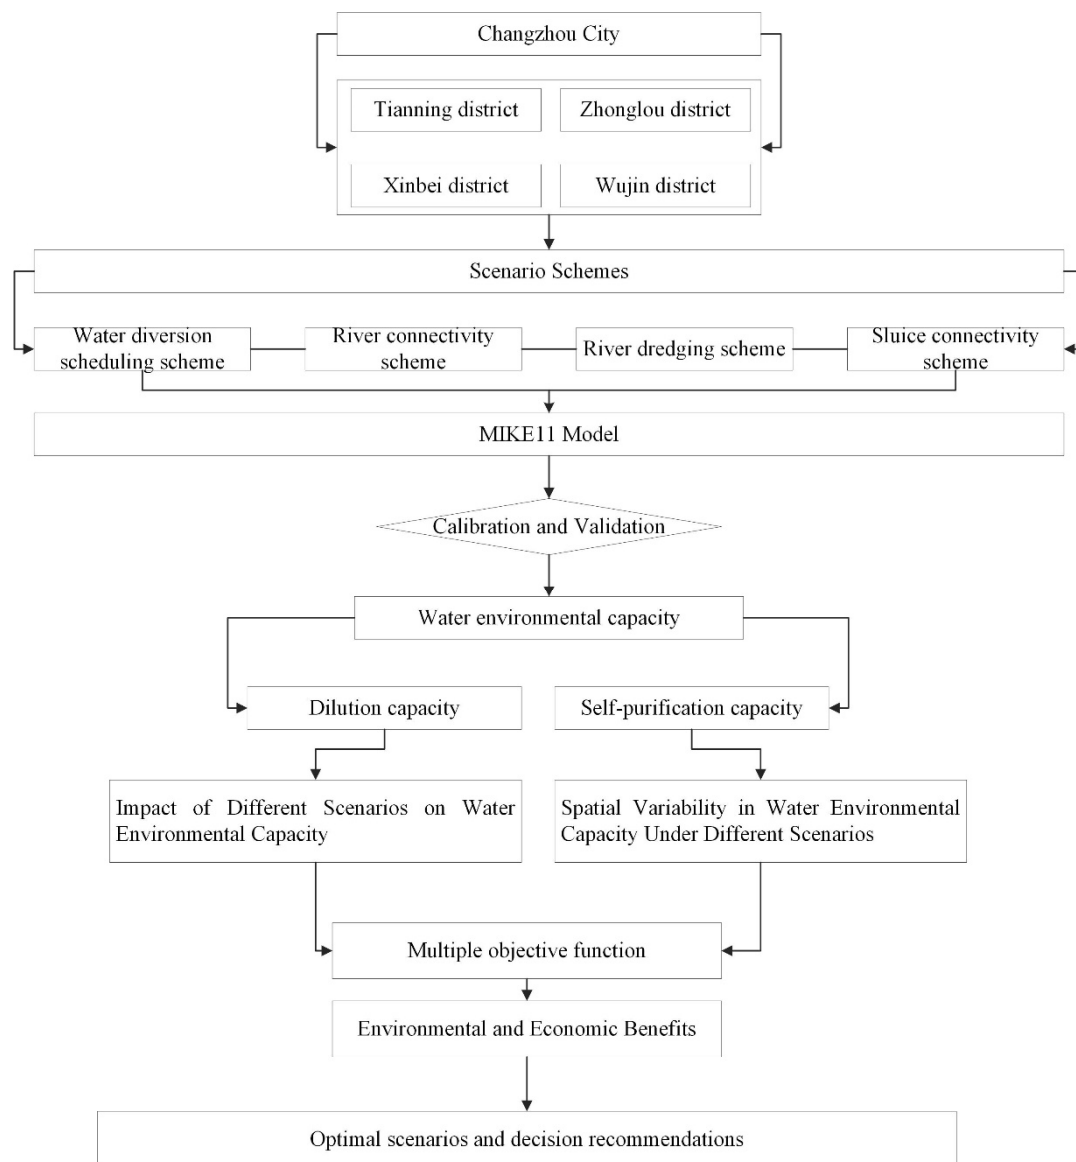 Changzhou City
Tianning district
Zhonglou district
Xinbei district
Wujin district
Scenario Schemes
Water diversion
scheduling scheme
River connectivity
scheme
River dredging scheme
Sluice connectivity
scheme
MIKE11 Model
Calibration and Validation
Water environmental capacity
Dilution capacity
Self-purification capacity
Impact of Different Scenarios on Water
Environmental Capacity
Spatial Variability in Water Environmental
Capacity Under Different Scenarios
Multiple objective function
Environmental and Economic Benefits
Optimal scenarios and decision recommendations